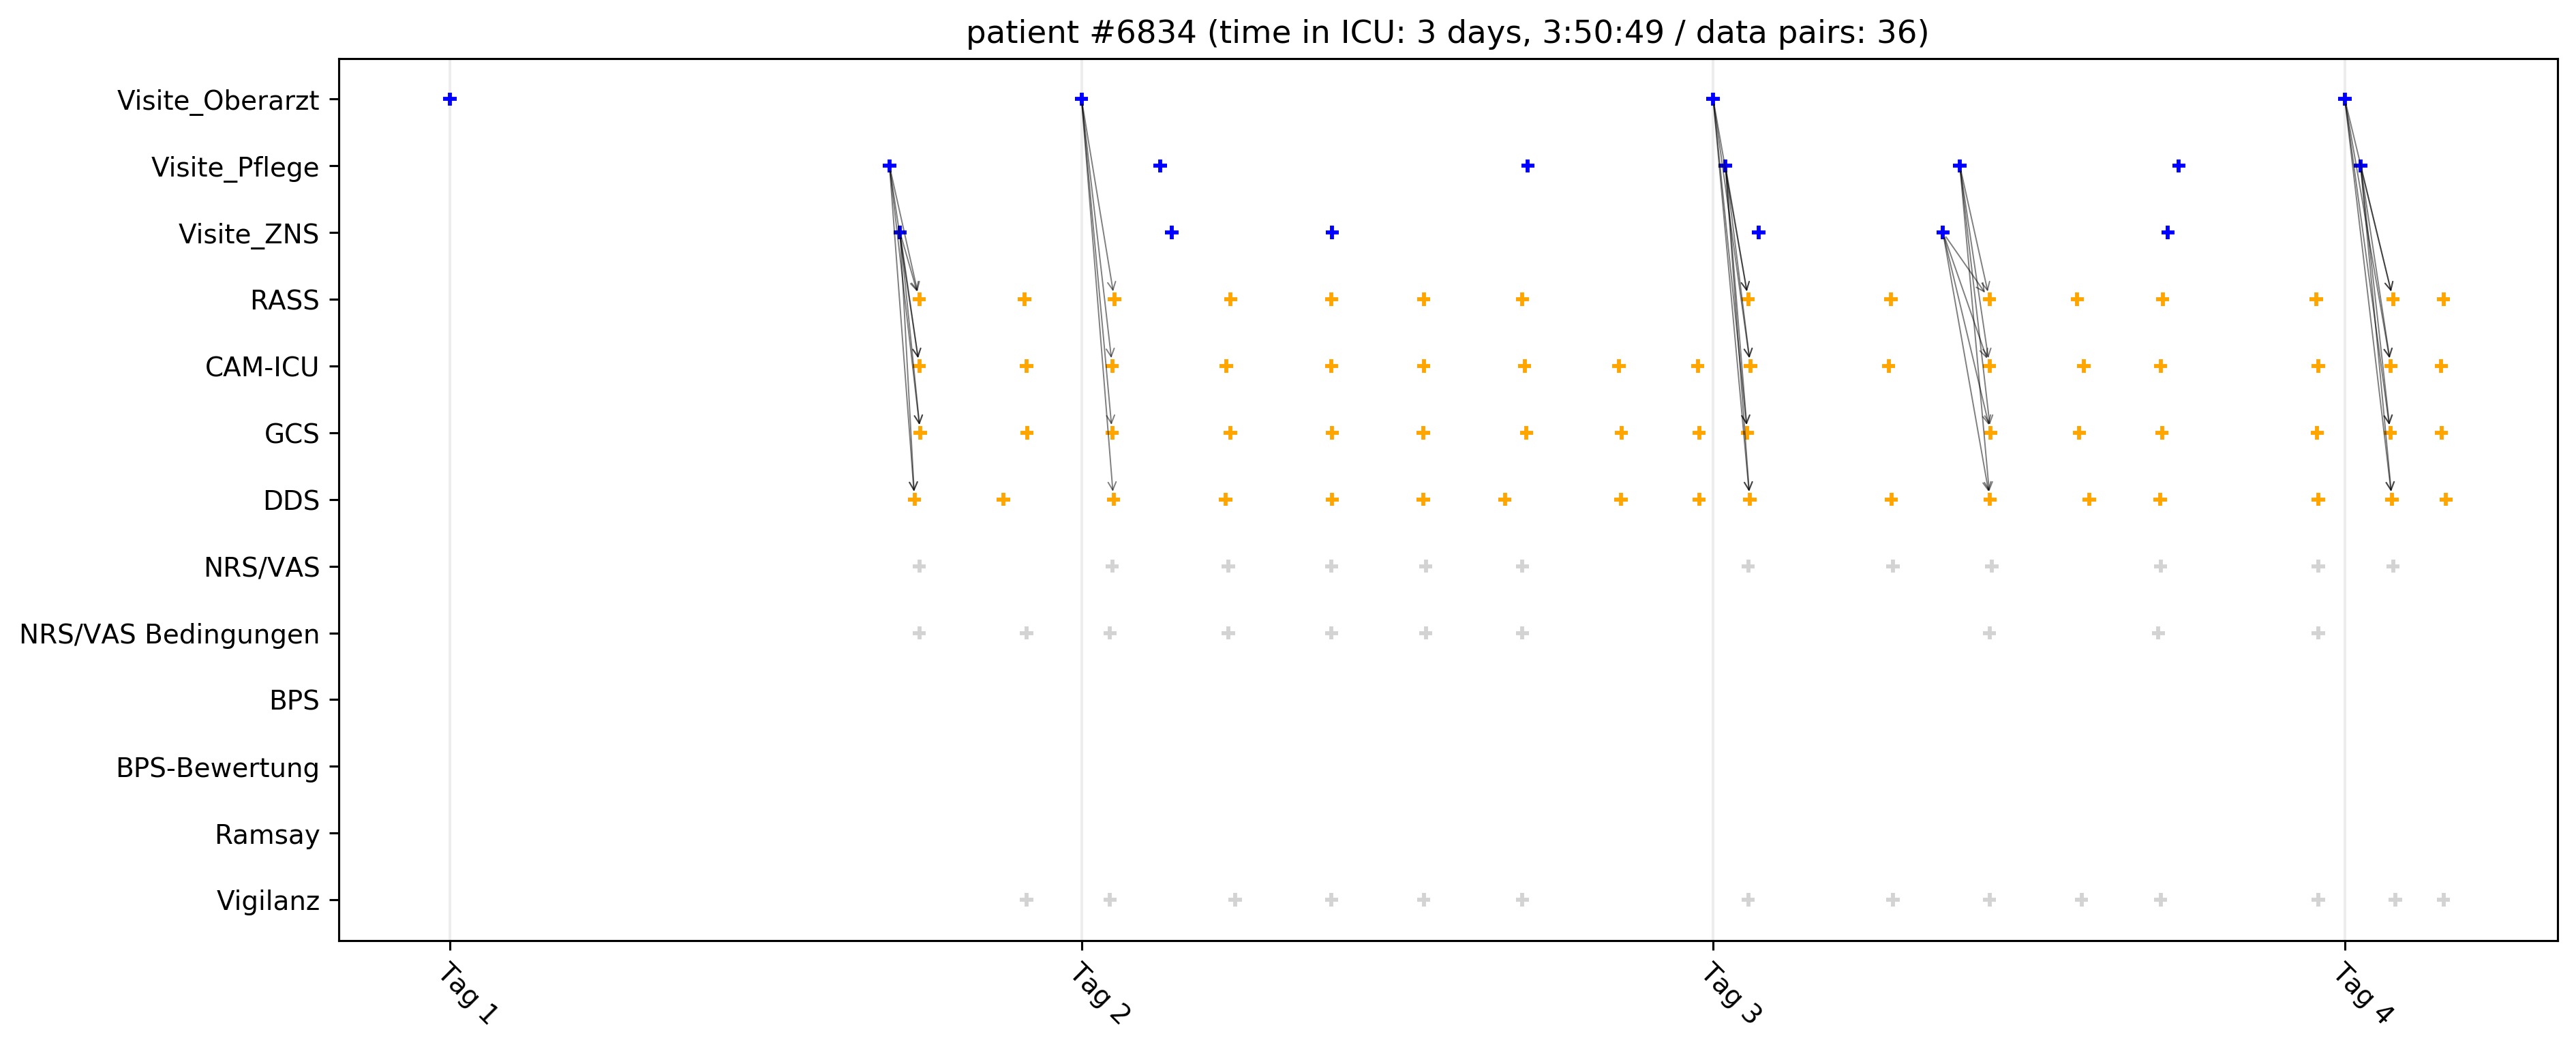 patient #6834 (time in ICU: 3 days, 3:50:49 / data pairs: 36)
Visite_Oberarzt
Visite_Pflege
Visite_ZNS
RASS
CAM-ICU
GCS
DDS
NRS/VAS
NRS/VAS Bedingungen
BPS
BPS-Bewertung
Ramsay
Vigilanz
Tag 1
Tag 2
Tag 3
Tag 4